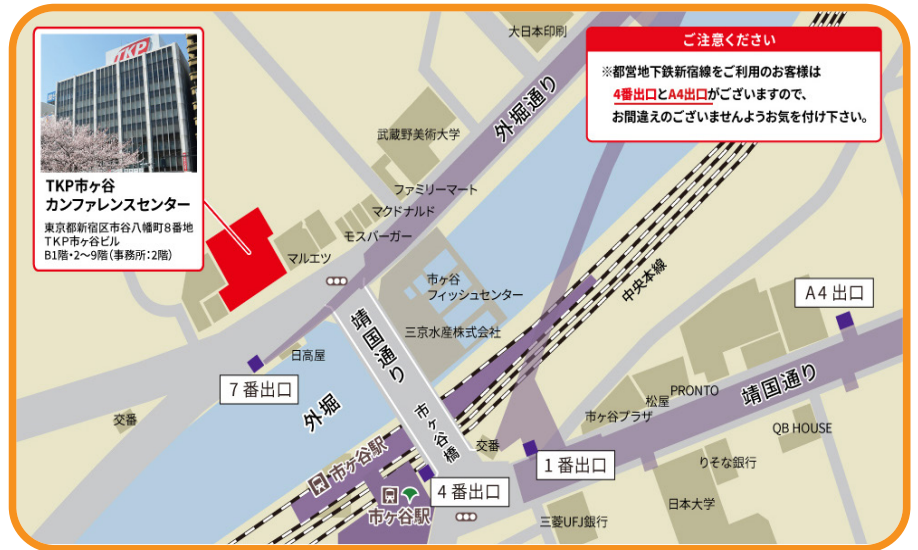 TKP
TKP市ヶ谷
カンファレンスセンター
東京都新宿区市谷八幡町8番地
TKP市ヶ谷ビル
B1階・2〜9階(事務所:2階)
ご注意ください
※都営地下鉄新宿線をご利用のお客様は
4番出口とA4出口がございますので、
お間違えのございませんようお気を付け下さい。
大日本印刷
外堀通り
武蔵野美術大学
ファミリーマート
マクドナルド
モスバーガー
マルエツ
市ヶ谷
フィッシュセンター
中央本線
A4 出口
三京水産株式会社
靖国通り
日高屋
7 番出口
外堀
交番
市ヶ谷橋
交番
市ヶ谷駅
市ヶ谷駅
4 番出口
1 番出口
市ヶ谷プラザ
松屋
PRONTO
靖国通り
QB HOUSE
りそな銀行
日本大学
三菱UFJ銀行